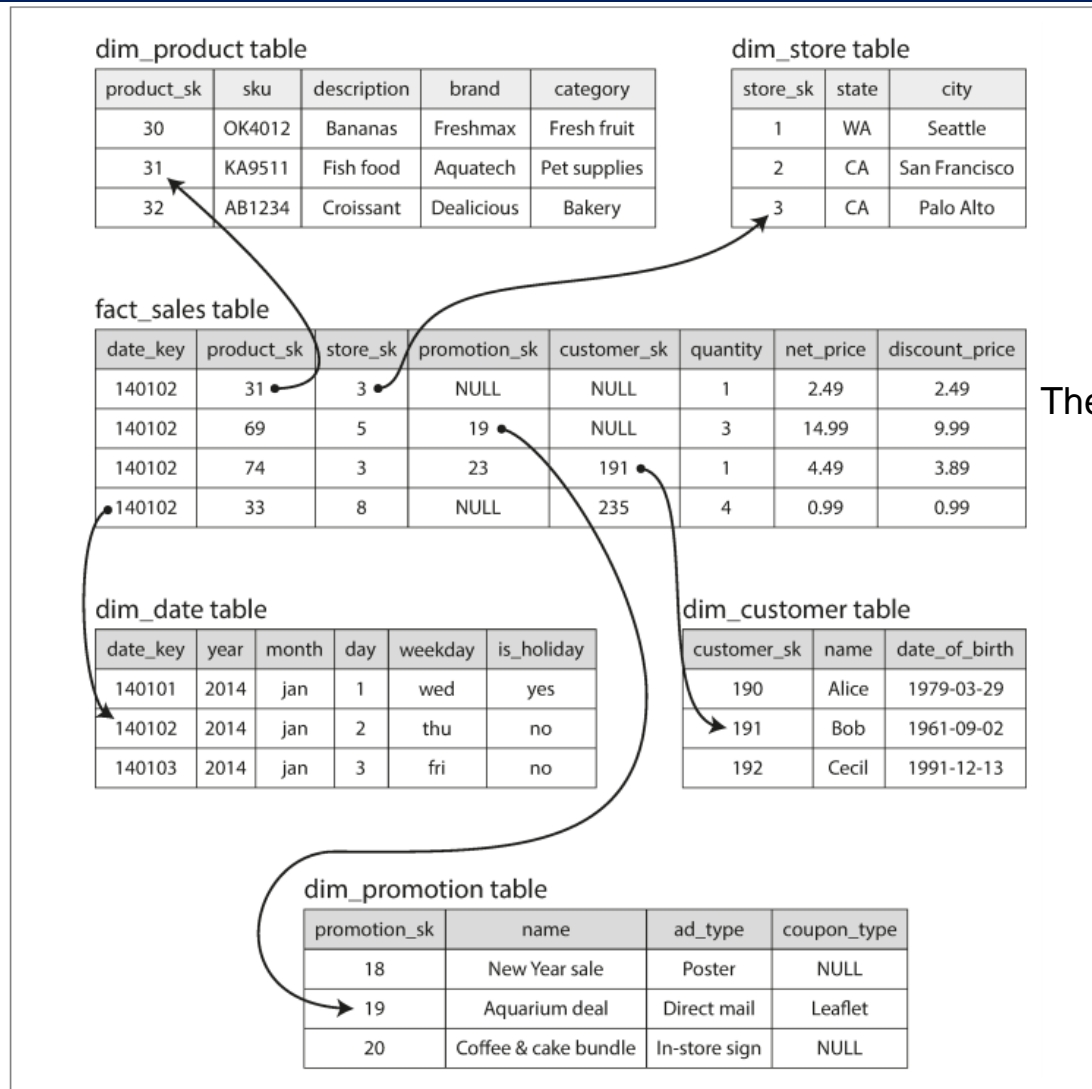 dim_product table
product_sk sku description brand category
30 OK4012 Bananas Freshmax Fresh fruit
31 KA9511 Fish food Aquatech Pet supplies
32 AB1234 Croissant Dealicious Bakery
dim_store table
store_sk state city
1 WA Seattle
2 CA San Francisco
3 CA Palo Alto
fact_sales table
date_key product_sk store_sk promotion_sk customer_sk quantity net_price discount_price
140102 31 3 NULL NULL 1 2.49 2.49
140102 69 5 19 NULL 3 14.99 9.99
140102 74 3 23 191 1 4.49 3.89
140102 33 8 NULL 235 4 0.99 0.99
The
dim_date table
date_key year month day weekday is_holiday
140101 2014 jan 1 wed yes
140102 2014 jan 2 thu no
140103 2014 jan 3 fri no
dim_customer table
customer_sk name date_of_birth
190 Alice 1979-03-29
191 Bob 1961-09-02
192 Cecil 1991-12-13
dim_promotion table
promotion_sk name ad_type coupon_type
18 New Year sale Poster NULL
19 Aquarium deal Direct mail Leaflet
20 Coffee & cake bundle In-store sign NULL